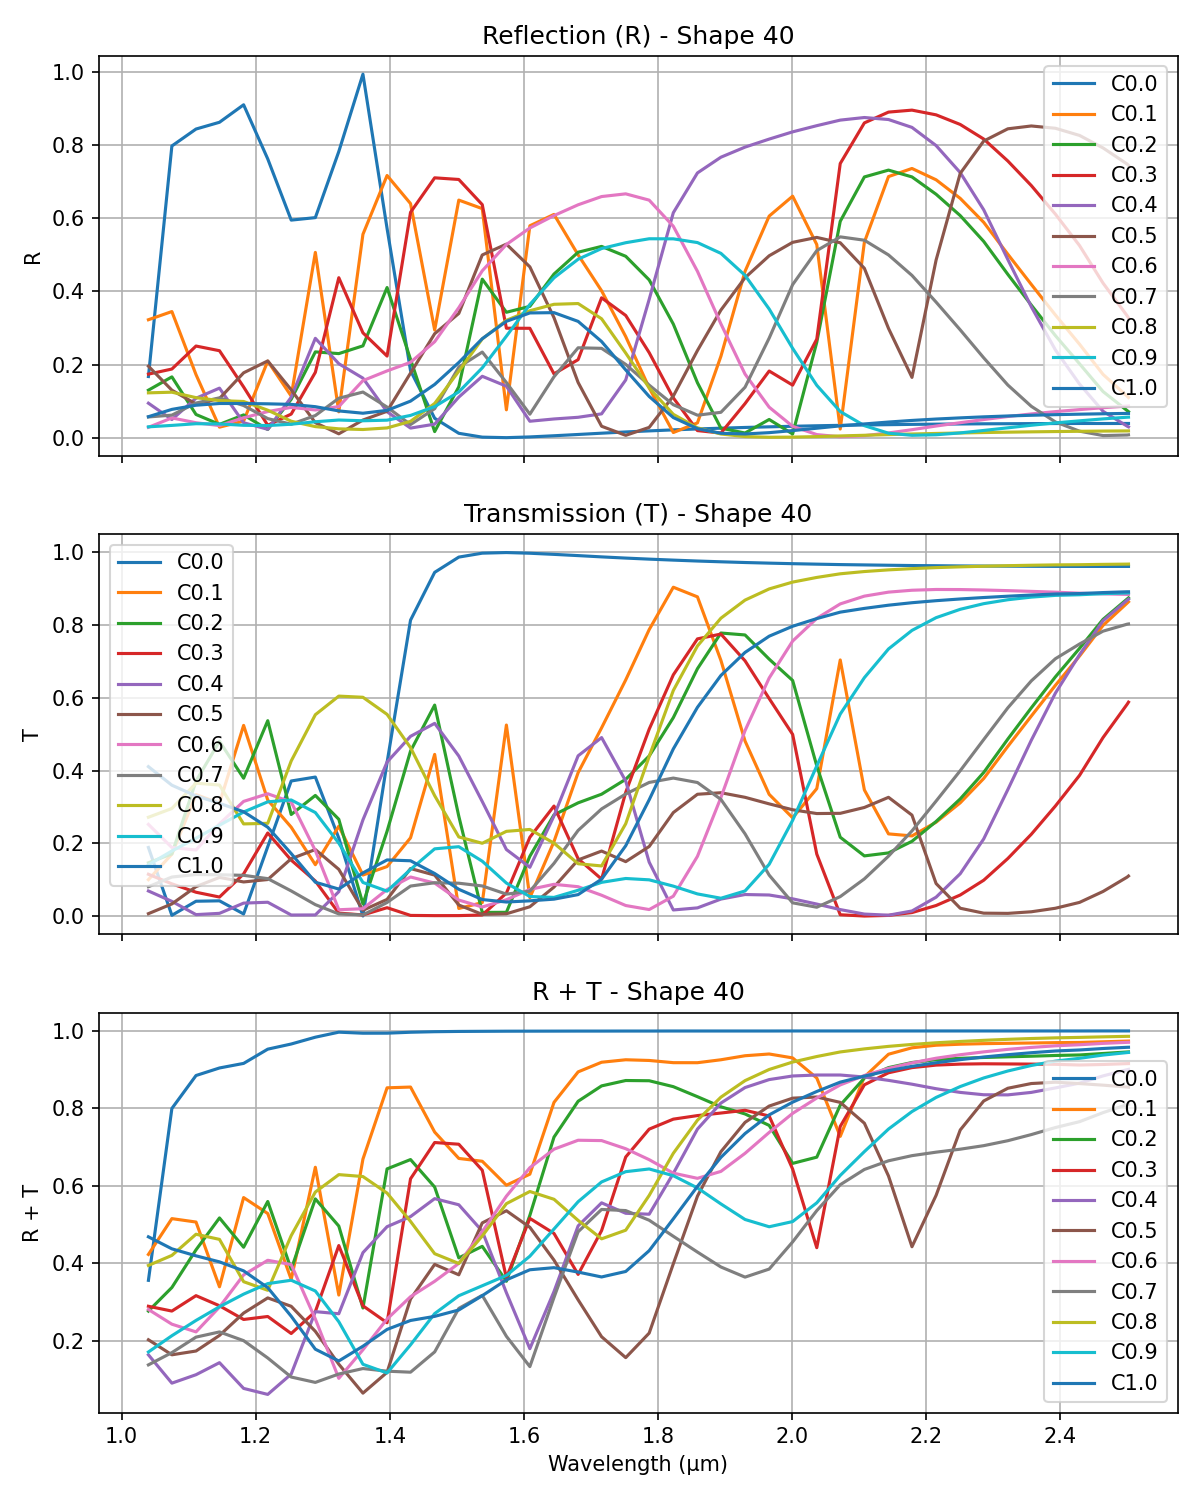 Reflection (R) - Shape 40
1.0
0.8
0.6
0.4
0.2
0.0
R
C0.0
C0.1
C0.2
C0.3
C0.4
C0.5
C0.6
C0.7
C0.8
C0.9
C1.0
Transmission (T) - Shape 40
1.0
0.8
0.6
0.4
0.2
0.0
T
C0.0
C0.1
C0.2
C0.3
C0.4
C0.5
C0.6
C0.7
C0.8
C0.9
C1.0
R + T - Shape 40
1.0
0.8
0.6
0.4
0.2
R + T
C0.0
C0.1
C0.2
C0.3
C0.4
C0.5
C0.6
C0.7
C0.8
C0.9
C1.0
1.0 1.2 1.4 1.6 1.8 2.0 2.2 2.4
Wavelength (μm)